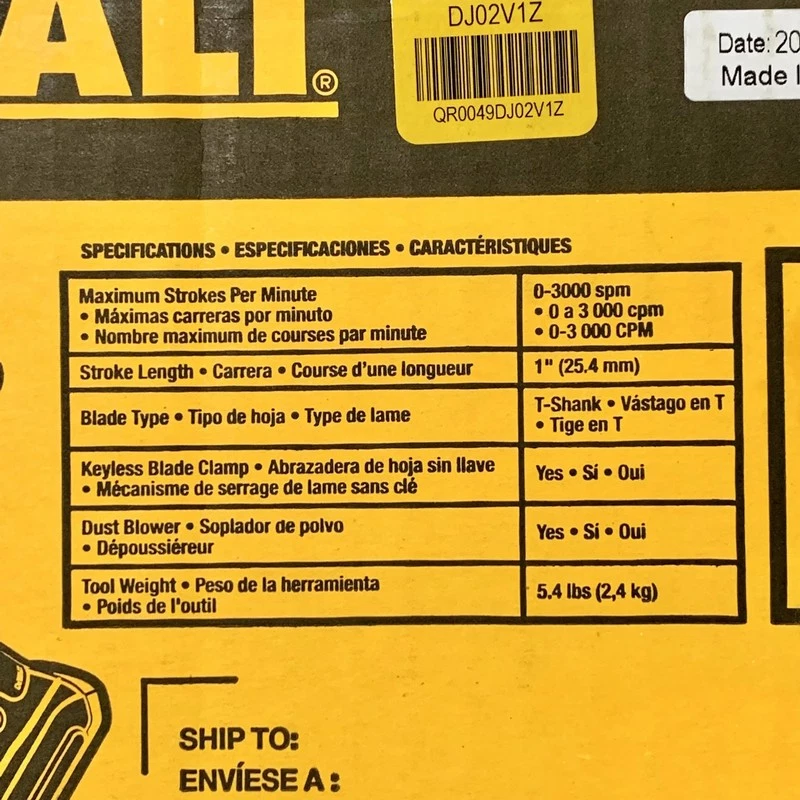 ALT®
DJ02V1Z
QR0049DJ02V1Z
Date: 20
Made I
SPECIFICATIONS • ESPECIFICACIONES • CARACTÉRISTIQUES
Maximum Strokes Per Minute
• Máximas carreras por minuto
• Nombre maximum de courses par minute
0-3000 spm
• 0 a 3 000 cpm
• 0-3 000 CPM
Stroke Length • Carrera • Course d'une longueur
1" (25.4 mm)
Blade Type • Tipo de hoja • Type de lame
T-Shank • Vástago en T
• Tige en T
Keyless Blade Clamp • Abrazadera de hoja sin llave
• Mécanisme de serrage de lame sans clé
Yes • Sí • Oui
Dust Blower • Soplador de polvo
• Dépoussiéreur
Yes • Sí • Oui
Tool Weight • Peso de la herramienta
• Poids de l'outil
5.4 lbs (2,4 kg)
SHIP TO:
ENVÍESE A :